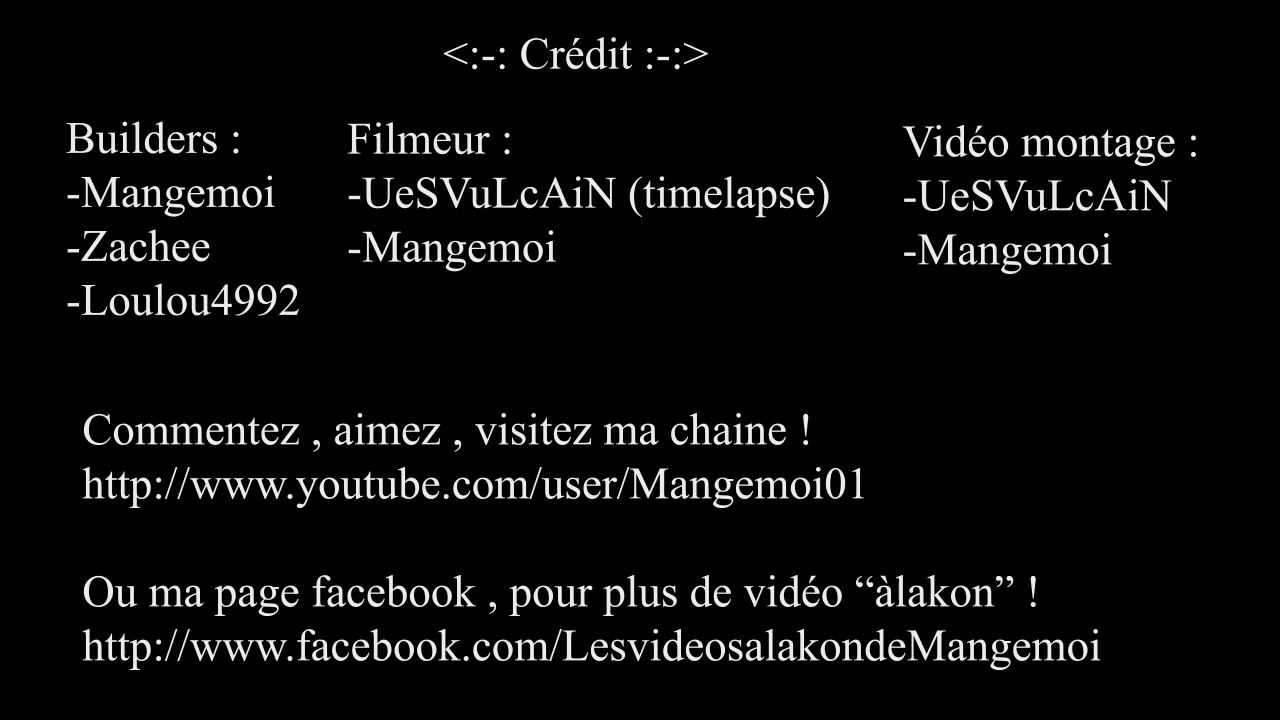 <:-: Crédit :-:>
Builders :
-Mangemoi
-Zachee
-Loulou4992
Filmeur :
-UeSVuLcAiN (timelapse)
-Mangemoi
Vidéo montage :
-UeSVuLcAiN
-Mangemoi
Commentez , aimez , visitez ma chaine !
http://www.youtube.com/user/Mangemoi01
Ou ma page facebook , pour plus de vidéo “àlakon” !
http://www.facebook.com/LesvideosalakondeMangemoi